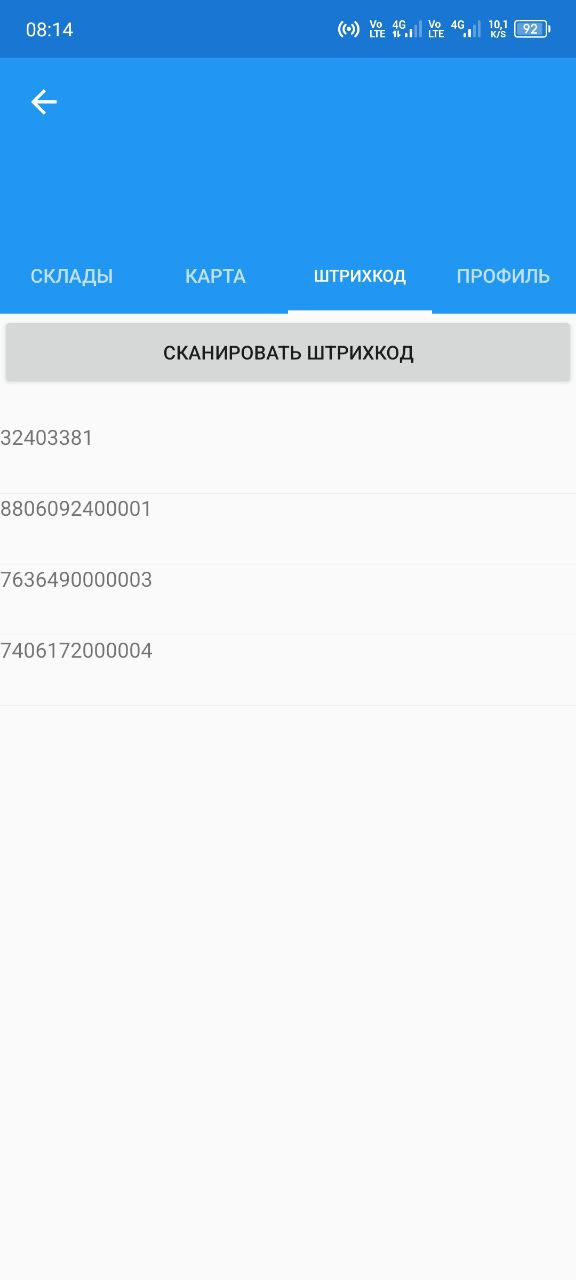 08:14
Vo LTE 4G Vo LTE 4G 10,1 K/S 92
СКЛАДЫ КАРТА ШТРИХКОД ПРОФИЛЬ
СКАНИРОВАТЬ ШТРИХКОД
32403381
8806092400001
7636490000003
7406172000004